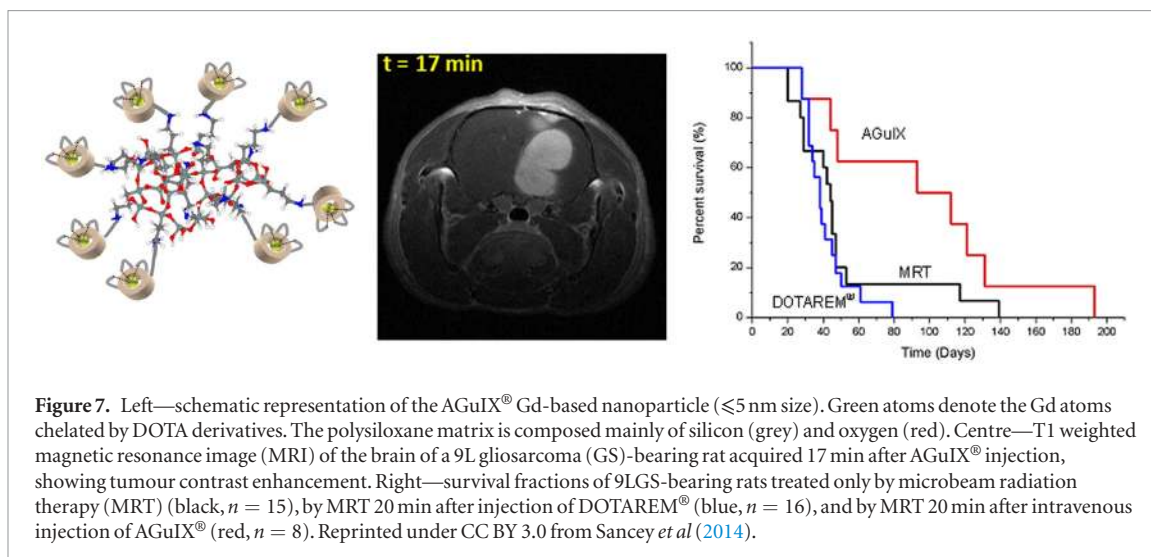 t = 17 min
Percent survival (%)
100
80
60
40
20
0
AGuIX
MRT
DOTAREM®
0 20 40 60 80 100 120 140 160 180 200
Time (Days)
Figure 7. Left—schematic representation of the AGuIX® Gd-based nanoparticle (⩽5 nm size). Green atoms denote the Gd atoms
chelated by DOTA derivatives. The polysiloxane matrix is composed mainly of silicon (grey) and oxygen (red). Centre—T1 weighted
magnetic resonance image (MRI) of the brain of a 9L gliosarcoma (GS)-bearing rat acquired 17 min after AGuIX® injection,
showing tumour contrast enhancement. Right—survival fractions of 9LGS-bearing rats treated only by microbeam radiation
therapy (MRT) (black, n = 15), by MRT 20 min after injection of DOTAREM® (blue, n = 16), and by MRT 20 min after intravenous
injection of AGuIX® (red, n = 8). Reprinted under CC BY 3.0 from Sancey et al (2014).